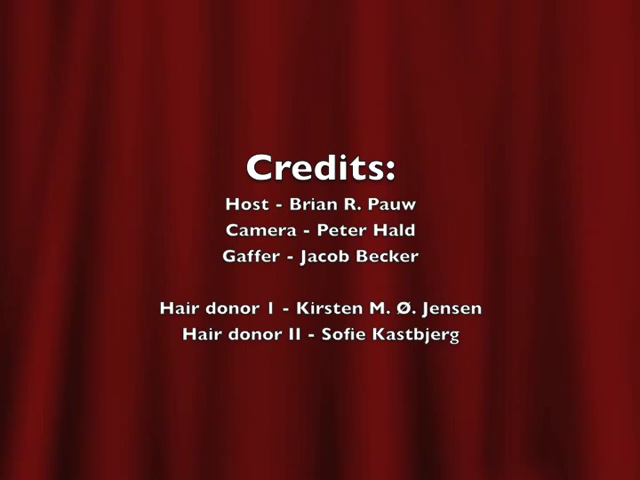 Credits:
Host - Brian R. Pauw
Camera - Peter Hald
Gaffer - Jacob Becker
Hair donor I - Kirsten M. Ø. Jensen
Hair donor II - Sofie Kastbjerg